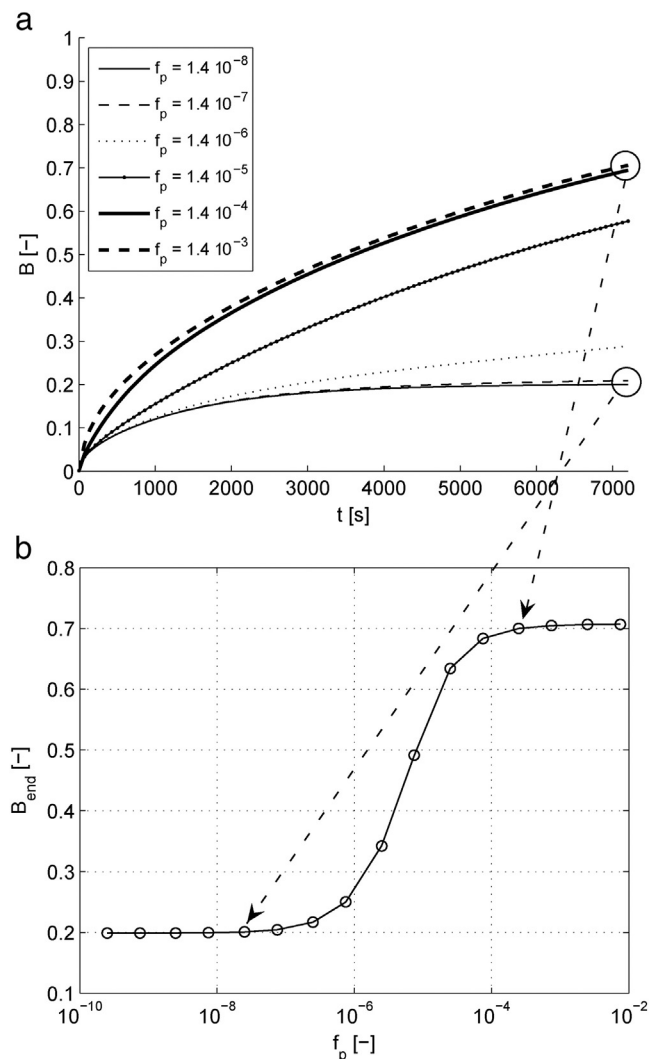 a
1
0.9
0.8
0.7
0.6
0.5
0.4
0.3
0.2
0.1
0
B [-]
f_p = 1.4 10^-8
f_p = 1.4 10^-7
f_p = 1.4 10^-6
f_p = 1.4 10^-5
f_p = 1.4 10^-4
f_p = 1.4 10^-3
0 1000 2000 3000 4000 5000 6000 7000
t [s]
b
0.8
0.7
0.6
0.5
0.4
0.3
0.2
0.1
B_end [-]
10^-10 10^-8 10^-6 10^-4 10^-2
f_p [-]